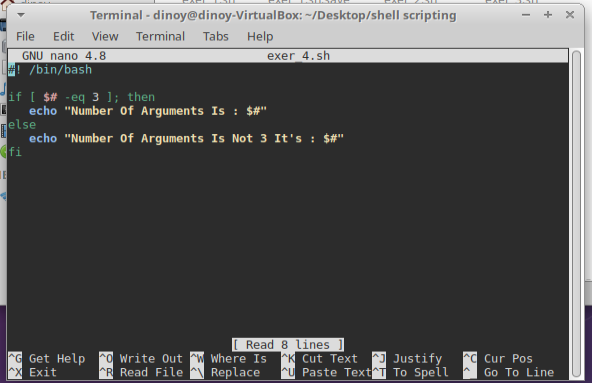 Terminal - dinoy@dinoy-VirtualBox: ~/Desktop/shell scripting
File Edit View Terminal Tabs Help
GNU nano 4.8 exer_4.sh
#! /bin/bash
if [ $# -eq 3 ]; then
echo "Number Of Arguments Is : $#"
else
echo "Number Of Arguments Is Not 3 It's : $#"
fi
[ Read 8 lines ]
^G Get Help ^O Write Out ^W Where Is ^K Cut Text ^J Justify ^C Cur Pos
^X Exit ^R Read File ^\ Replace ^U Paste Text ^T To Spell ^_ Go To Line